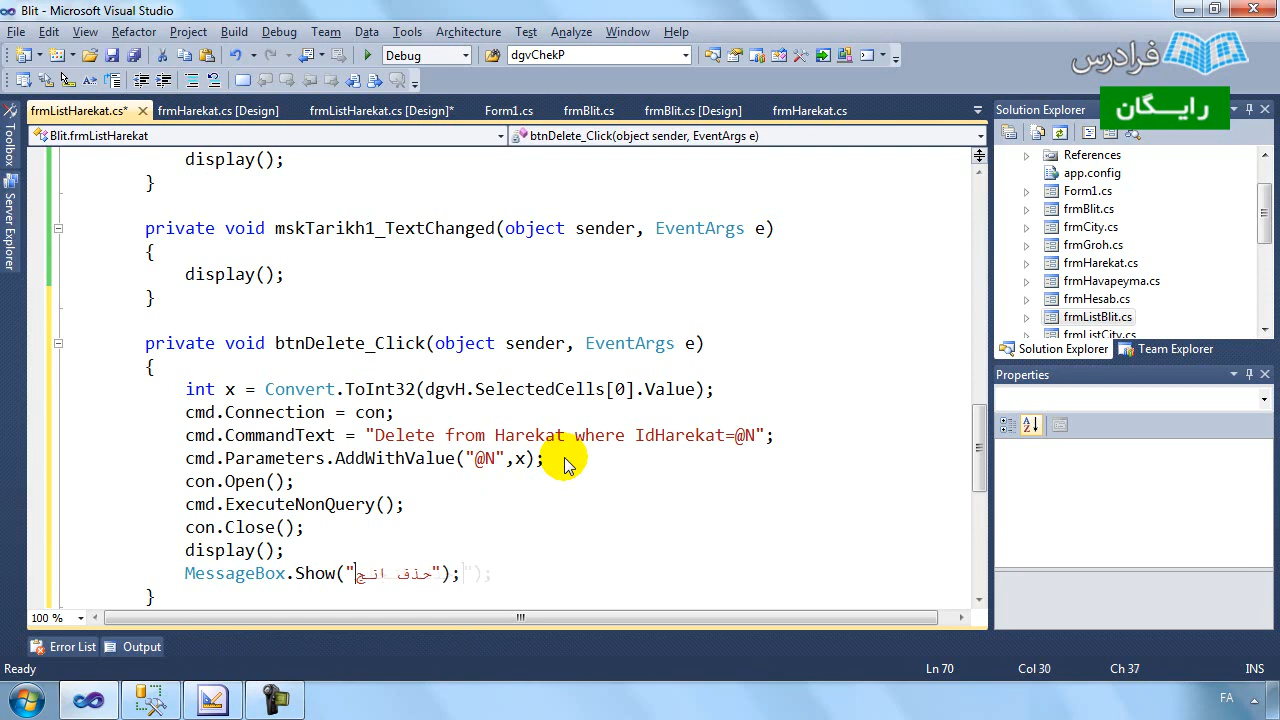 Blit - Microsoft Visual Studio
File Edit View Refactor Project Build Debug Team Data Tools Architecture Test Analyze Window Help
Debug dgvChekP
فرادرس
رایـــگان
frmListHarekat.cs* frmHarekat.cs [Design] frmListHarekat.cs [Design]* Form1.cs frmBlit.cs frmBlit.cs [Design] frmHarekat.cs
Blit.frmListHarekat btnDelete_Click(object sender, EventArgs e)
Toolbox
Server Explorer
display();
}
private void mskTarikh1_TextChanged(object sender, EventArgs e)
{
display();
}
private void btnDelete_Click(object sender, EventArgs e)
{
int x = Convert.ToInt32(dgvH.SelectedCells[0].Value);
cmd.Connection = con;
cmd.CommandText = "Delete from Harekat where IdHarekat=@N";
cmd.Parameters.AddWithValue("@N",x);
con.Open();
cmd.ExecuteNonQuery();
con.Close();
display();
MessageBox.Show("حذف انج");
}
100 %
Solution Explorer
References
app.config
Form1.cs
frmBlit.cs
frmCity.cs
frmGroh.cs
frmHarekat.cs
frmHavapeyma.cs
frmHesab.cs
frmListBlit.cs
frmListCity.cs
Solution Explorer Team Explorer
Properties
Error List Output
Ready Ln 70 Col 30 Ch 37 INS
FA